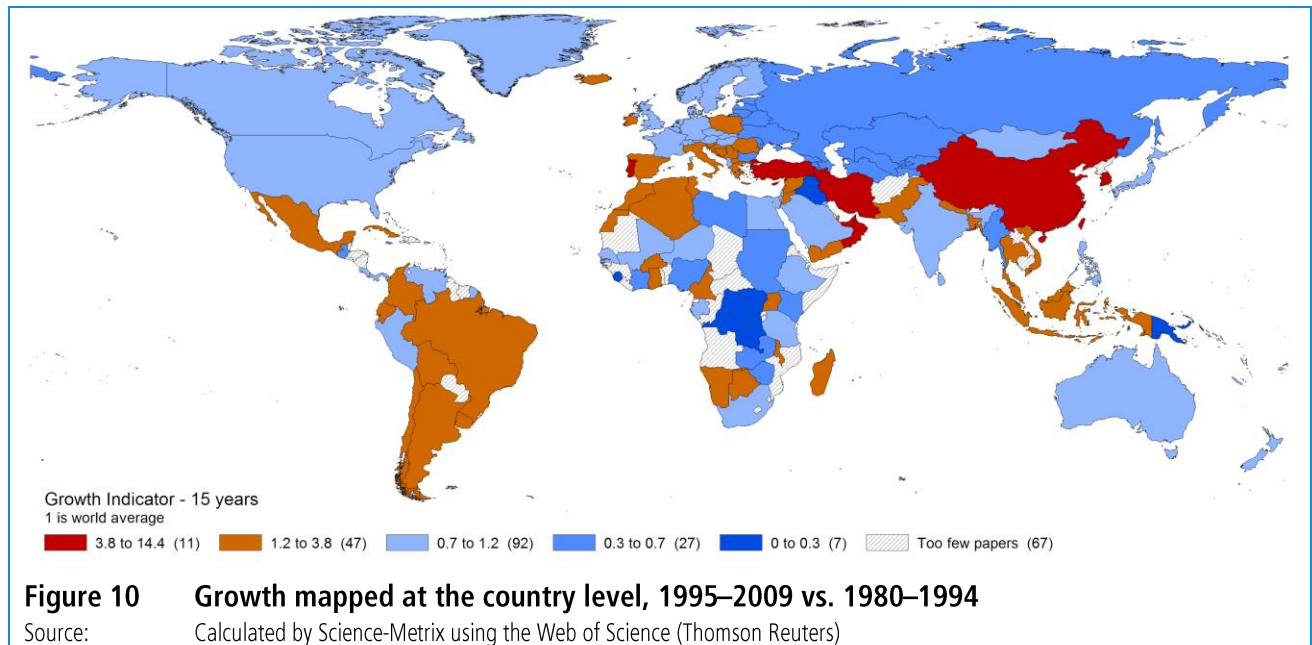 Growth Indicator - 15 years
1 is world average
3.8 to 14.4 (11) 1.2 to 3.8 (47) 0.7 to 1.2 (92) 0.3 to 0.7 (27) 0 to 0.3 (7) Too few papers (67)
Figure 10 Growth mapped at the country level, 1995–2009 vs. 1980–1994
Source: Calculated by Science-Metrix using the Web of Science (Thomson Reuters)